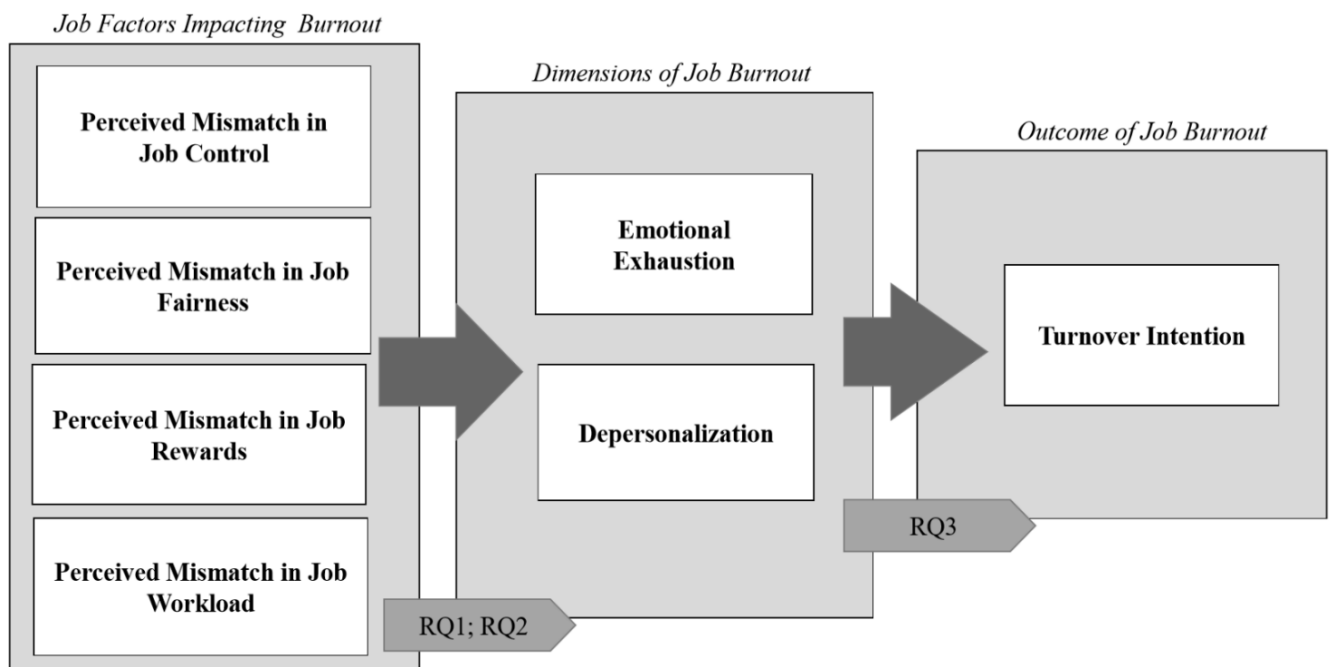 Job Factors Impacting Burnout
Perceived Mismatch in
Job Control
Perceived Mismatch in Job
Fairness
Perceived Mismatch in Job
Rewards
Perceived Mismatch in Job
Workload
RQ1; RQ2
Dimensions of Job Burnout
Emotional
Exhaustion
Depersonalization
RQ3
Outcome of Job Burnout
Turnover Intention